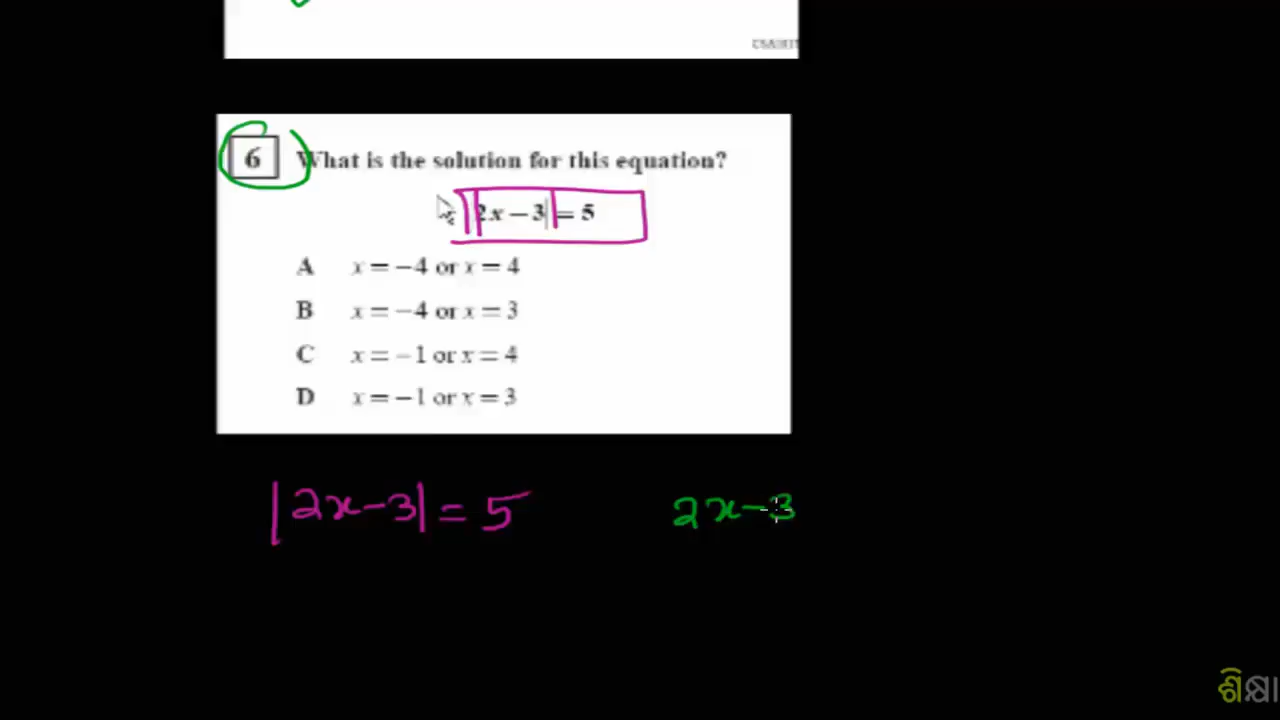 6 What is the solution for this equation?
|2x − 3| = 5
A x = −4 or x = 4
B x = −4 or x = 3
C x = −1 or x = 4
D x = −1 or x = 3
|2x-3| = 5 2x-3
ଶିକ୍ଷା